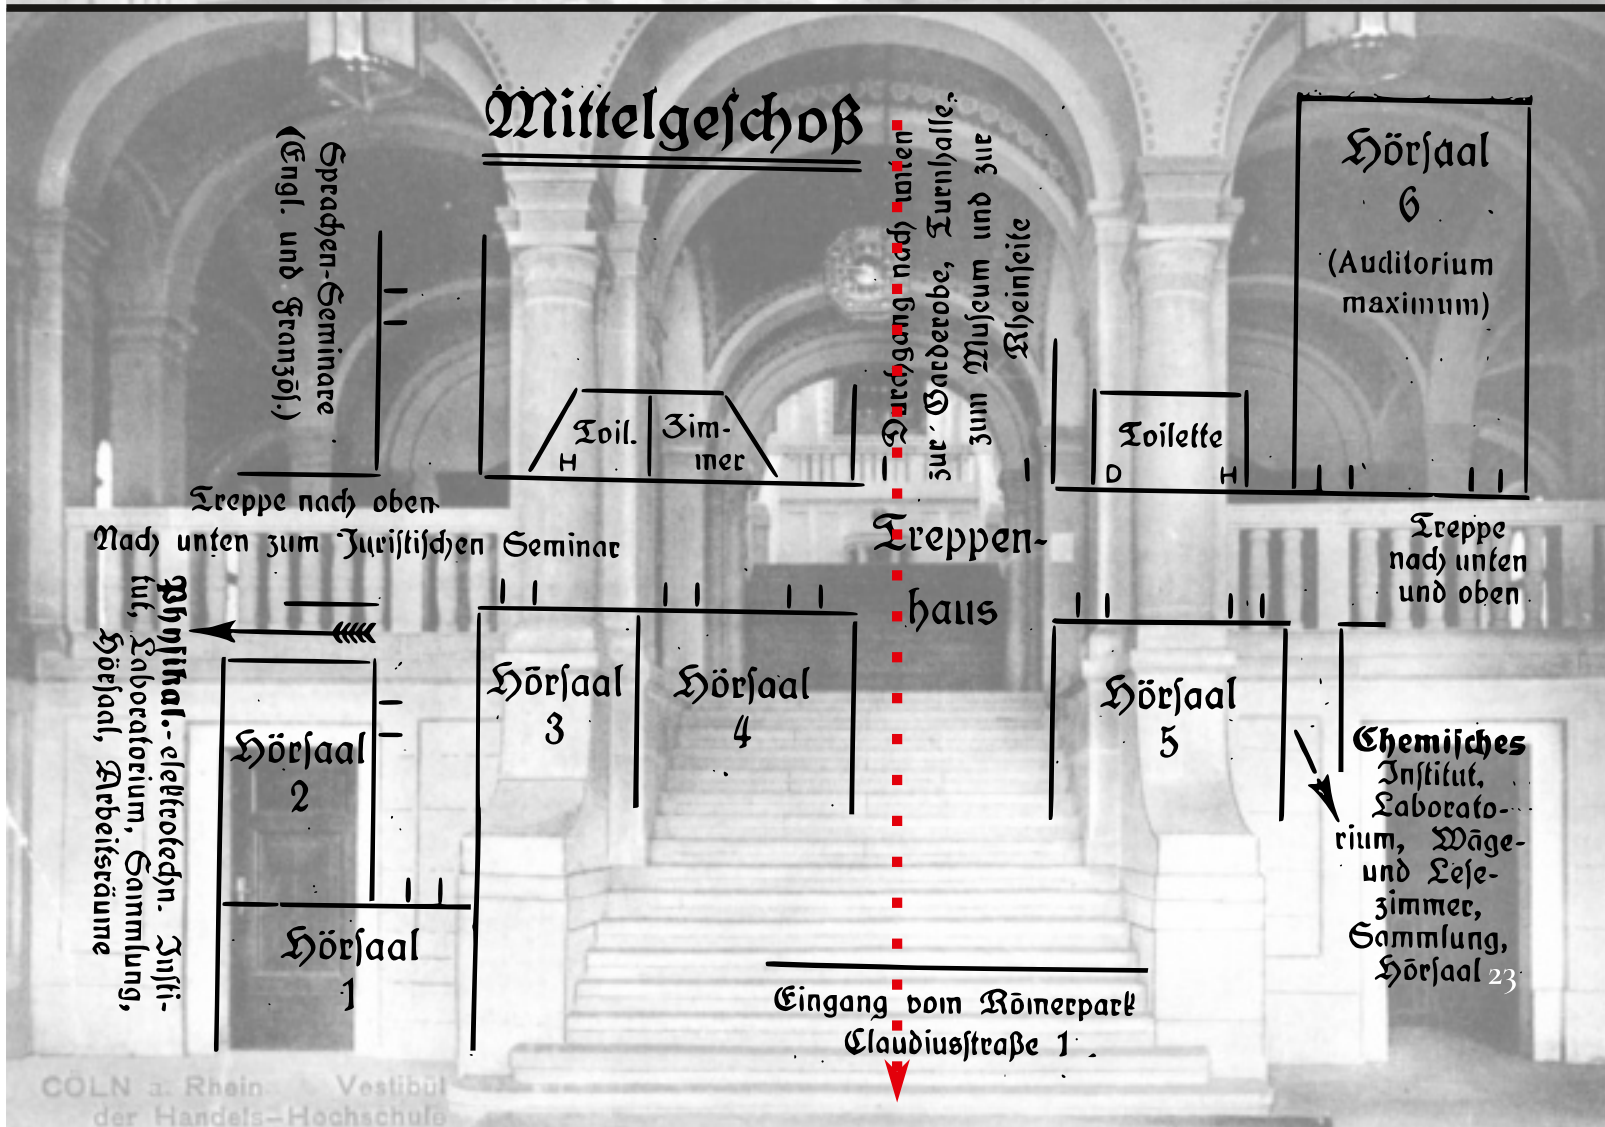 Mittelgeschoß
Sprachen-Seminare
(Engl. und Französ.)
Durchgang nach unten
zur Garderobe, Turnhalle,
zum Museum und zur
Rheinseite
Hörsaal
6
(Auditorium
maximum)
Toil.
H
Zim-
mer
Toilette
D H
Treppe nach oben
Nach unten zum Juristischen Seminar
Treppen-
haus
Treppe
nach unten
und oben
Physikal.-elektrotechn. Insti-
tut, Laboratorium, Sammlung,
Hörsaal, Arbeitsräume
Hörsaal
2
Hörsaal
3
Hörsaal
4
Hörsaal
5
Chemisches
Institut,
Laborato-
rium, Wäge-
und Lese-
zimmer,
Sammlung,
Hörsaal 23
Hörsaal
1
Eingang vom Römerpark
Claudiusstraße 1
CÖLN a. Rhein Vestibül
der Handels-Hochschule